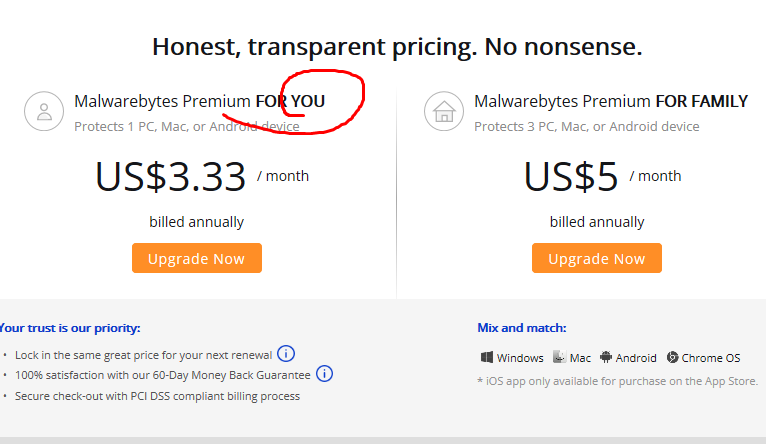 Honest, transparent pricing. No nonsense.
Malwarebytes Premium FOR YOU
Protects 1 PC, Mac, or Android device
US$3.33 / month
billed annually
Upgrade Now
Malwarebytes Premium FOR FAMILY
Protects 3 PC, Mac, or Android device
US$5 / month
billed annually
Upgrade Now
Your trust is our priority:
• Lock in the same great price for your next renewal i
• 100% satisfaction with our 60-Day Money Back Guarantee i
• Secure check-out with PCI DSS compliant billing process
Mix and match:
Windows Mac Android Chrome OS
* iOS app only available for purchase on the App Store.